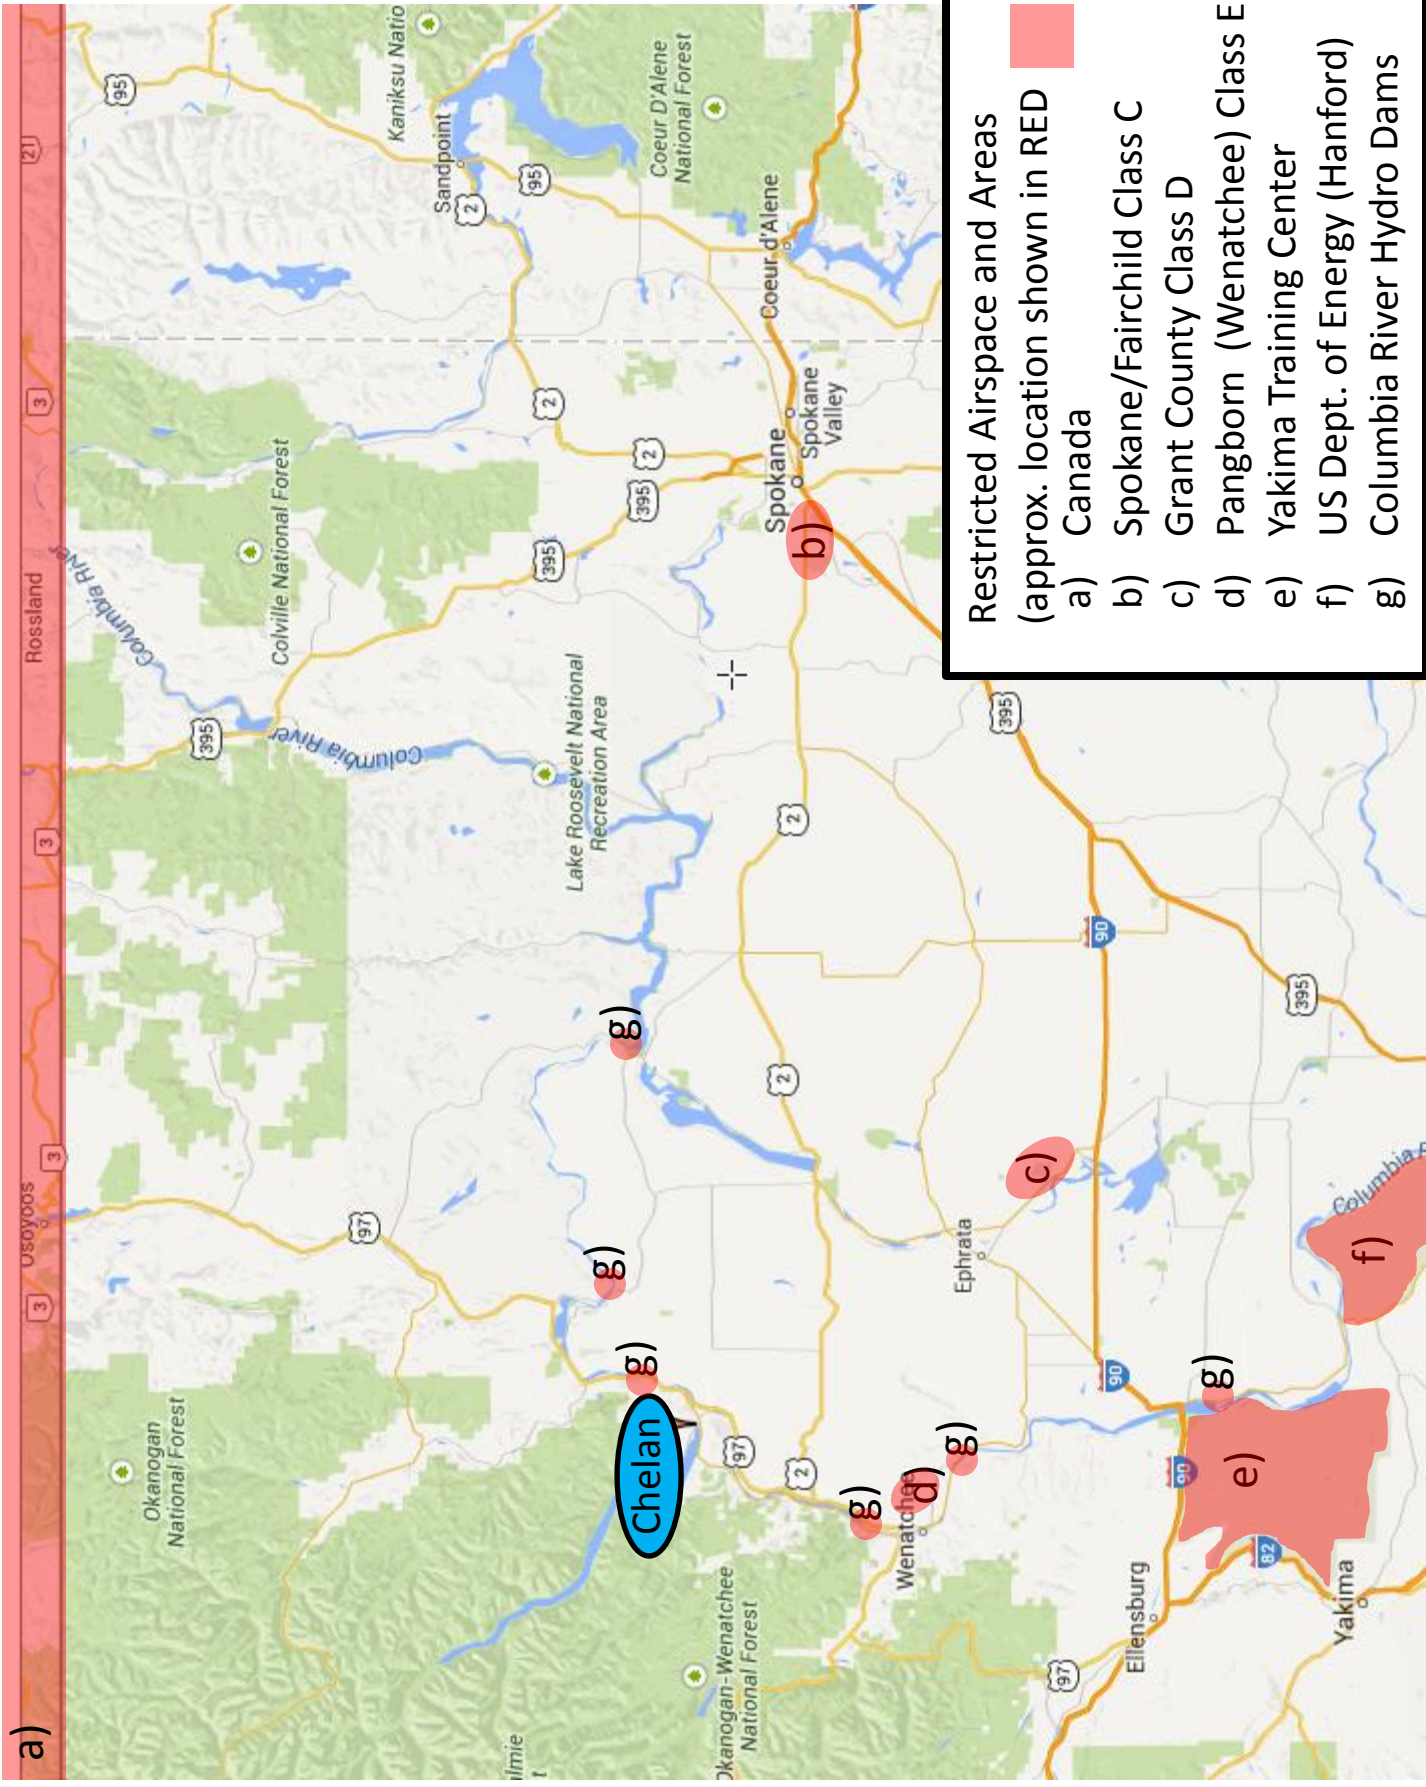 a)
3
Osoyoos
3
3
Rossland
3
21
95
Okanogan
National Forest
97
395
Columbia River
Columbia River
Colville National Forest
Kaniksu Natio
Sandpoint
2
95
2
395
2
395
Lake Roosevelt National
Recreation Area
Coeur D'Alene
National Forest
Coeur d'Alene
Spokane
Spokane
Valley
b)
g)
g)
g)
Chelan
97
2
2
2
Okanogan-Wenatchee
National Forest
lmie
t
g)
d)
Wenatchee
g)
Ephrata
c)
395
90
90
90
395
97
Ellensburg
82
Yakima
e)
g)
f)
Columbia R
Restricted Airspace and Areas
(approx. location shown in RED
a) Canada
b) Spokane/Fairchild Class C
c) Grant County Class D
d) Pangborn (Wenatchee) Class E
e) Yakima Training Center
f) US Dept. of Energy (Hanford)
g) Columbia River Hydro Dams